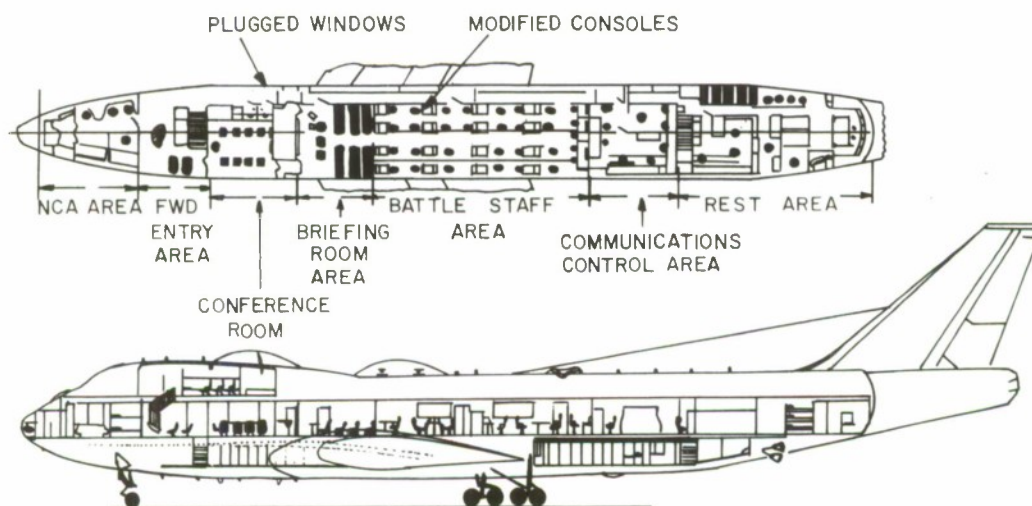 PLUGGED WINDOWS
MODIFIED CONSOLES
NCA AREA
FWD
ENTRY
AREA
CONFERENCE
ROOM
BRIEFING
ROOM
AREA
BATTLE STAFF
AREA
COMMUNICATIONS
CONTROL AREA
REST AREA